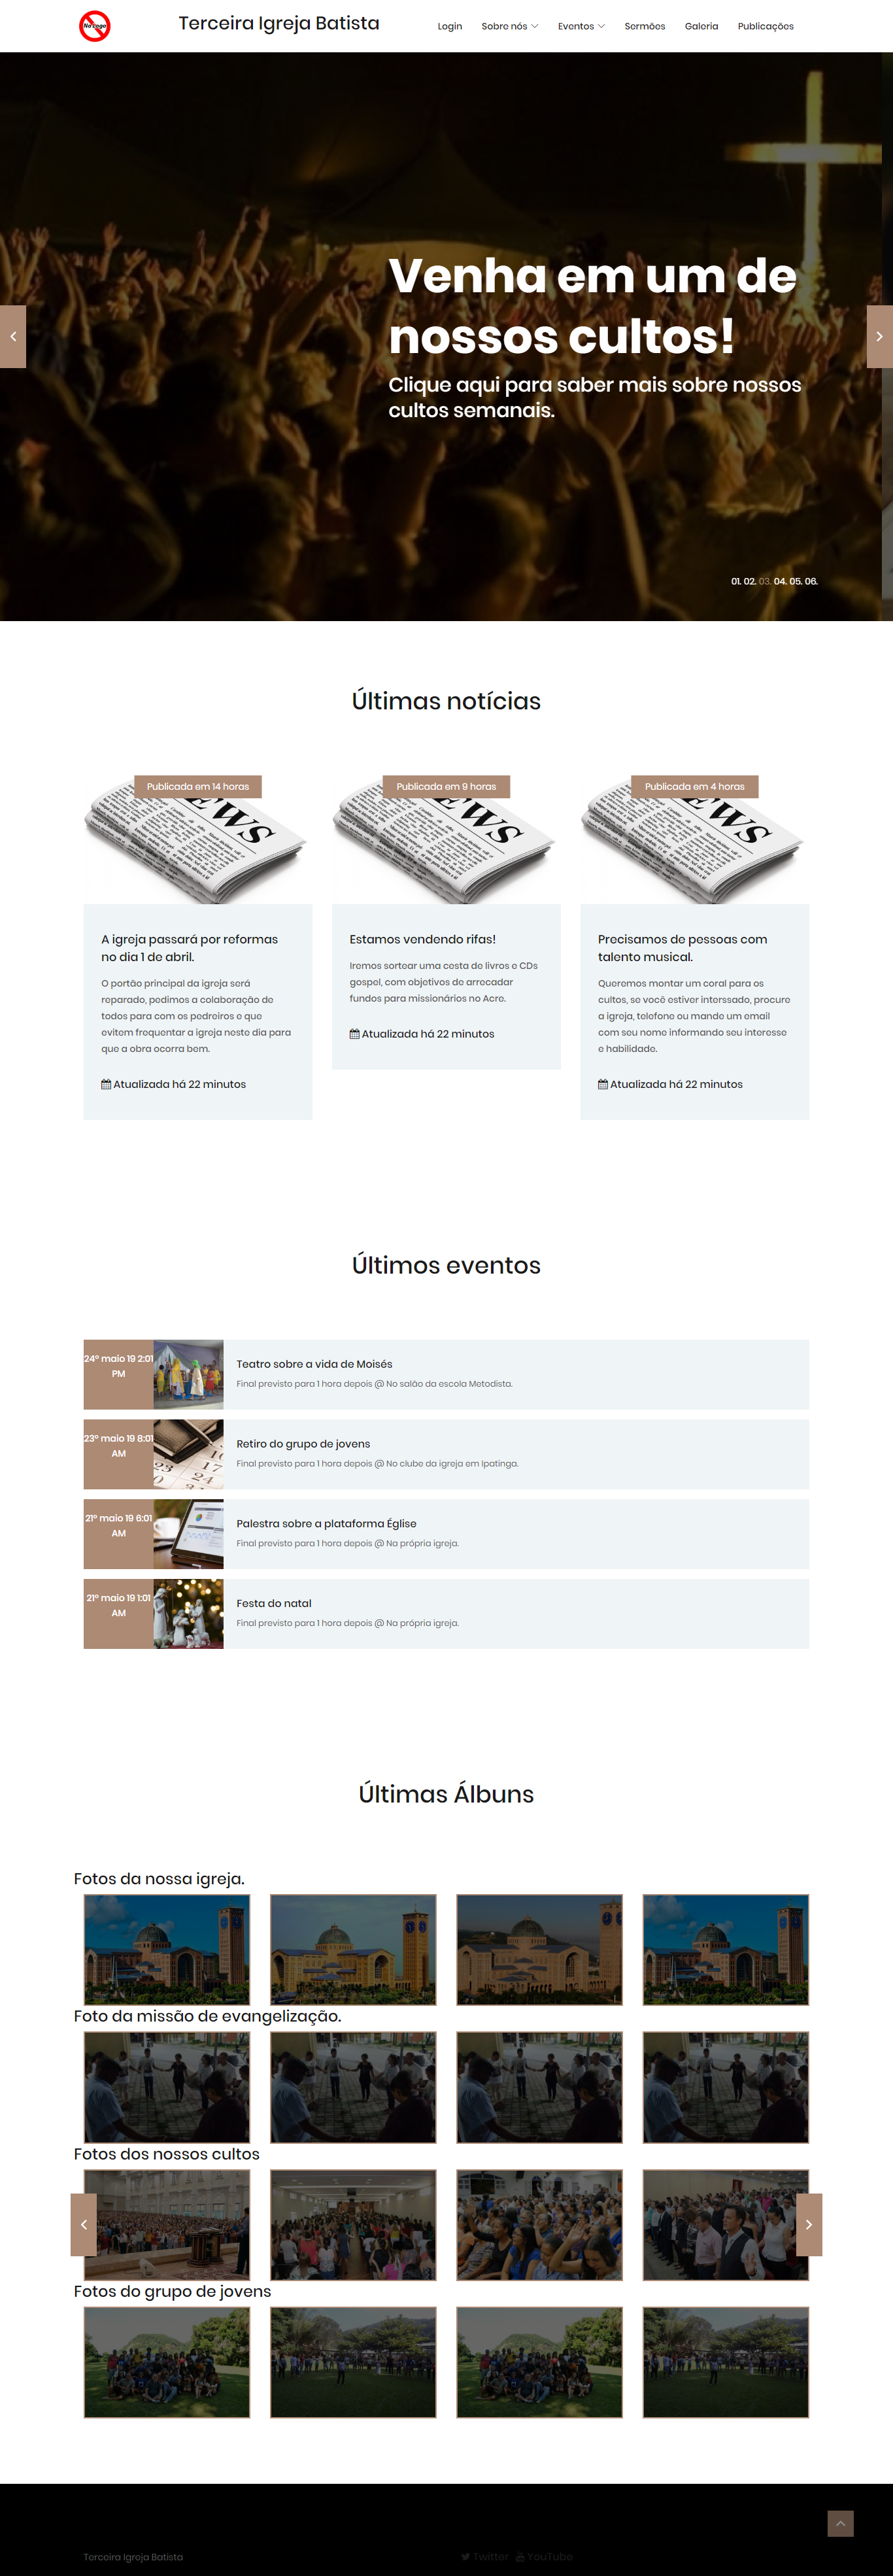 No Logo
Terceira Igreja Batista
Login
Sobre nós
Eventos
Sermões
Galeria
Publicações
Venha em um de
nossos cultos!
Clique aqui para saber mais sobre nossos
cultos semanais.
01. 02. 03. 04. 05. 06.
Últimas notícias
Publicada em 14 horas
Publicada em 9 horas
Publicada em 4 horas
A igreja passará por reformas
no dia 1 de abril.
O portão principal da igreja será
reparado, pedimos a colaboração de
todos para com os pedreiros e que
evitem frequentar a igreja neste dia para
que a obra ocorra bem.
Atualizada há 22 minutos
Estamos vendendo rifas!
Iremos sortear uma cesta de livros e CDs
gospel, com objetivos de arrecadar
fundos para missionários no Acre.
Atualizada há 22 minutos
Precisamos de pessoas com
talento musical.
Queremos montar um coral para os
cultos, se você estiver interssado, procure
a igreja, telefone ou mande um email
com seu nome informando seu interesse
e habilidade.
Atualizada há 22 minutos
Últimos eventos
24º maio 19 2:01
PM
Teatro sobre a vida de Moisés
Final previsto para 1 hora depois @ No salão da escola Metodista.
23º maio 19 8:01
AM
Retiro do grupo de jovens
Final previsto para 1 hora depois @ No clube da igreja em Ipatinga.
21º maio 19 6:01
AM
Palestra sobre a plataforma Église
Final previsto para 1 hora depois @ Na própria igreja.
21º maio 19 1:01
AM
Festa do natal
Final previsto para 1 hora depois @ Na própria igreja.
Últimas Álbuns
Fotos da nossa igreja.
Foto da missão de evangelização.
Fotos dos nossos cultos
Fotos do grupo de jovens
Terceira Igreja Batista
Twitter
YouTube